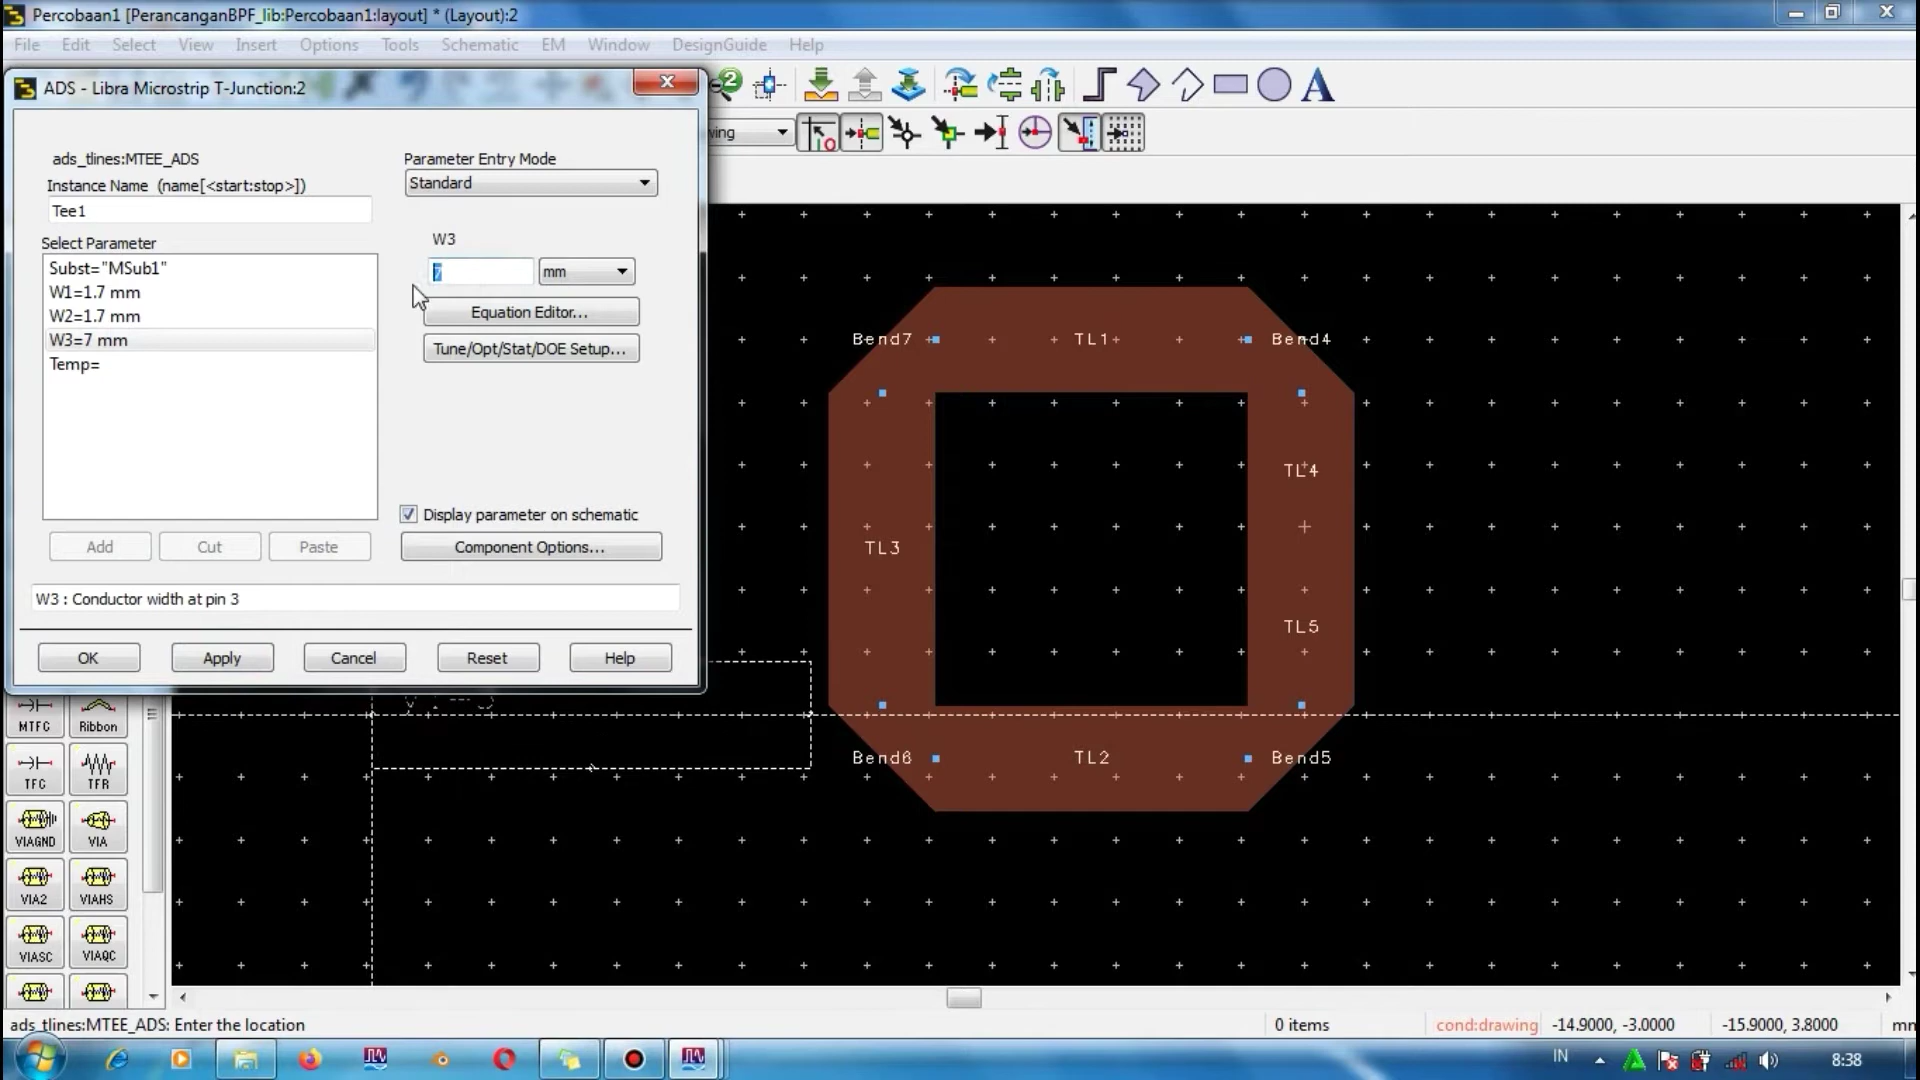 Percobaan1 [PerancanganBPF_lib:Percobaan1:layout] * (Layout):2
File Edit Select View Insert Options Tools Schematic EM Window DesignGuide Help
ADS - Libra Microstrip T-Junction:2
ads_tlines:MTEE_ADS
Instance Name (name[<start:stop>])
Tee1
Parameter Entry Mode
Standard
Select Parameter
Subst="MSub1"
W1=1.7 mm
W2=1.7 mm
W3=7 mm
Temp=
W3
7
mm
Equation Editor...
Tune/Opt/Stat/DOE Setup...
Display parameter on schematic
Add Cut Paste
Component Options...
W3 : Conductor width at pin 3
OK Apply Cancel Reset Help
2
wing
Bend7 TL1 Bend4
TL4
TL3
TL5
Bend6 TL2 Bend5
MTFC Ribbon
TFC TFR
VIAGND VIA
VIA2 VIAHS
VIASC VIAQC
ads_tlines:MTEE_ADS: Enter the location
0 items
cond:drawing
-14.9000, -3.0000
-15.9000, 3.8000
mm
IN
8:38